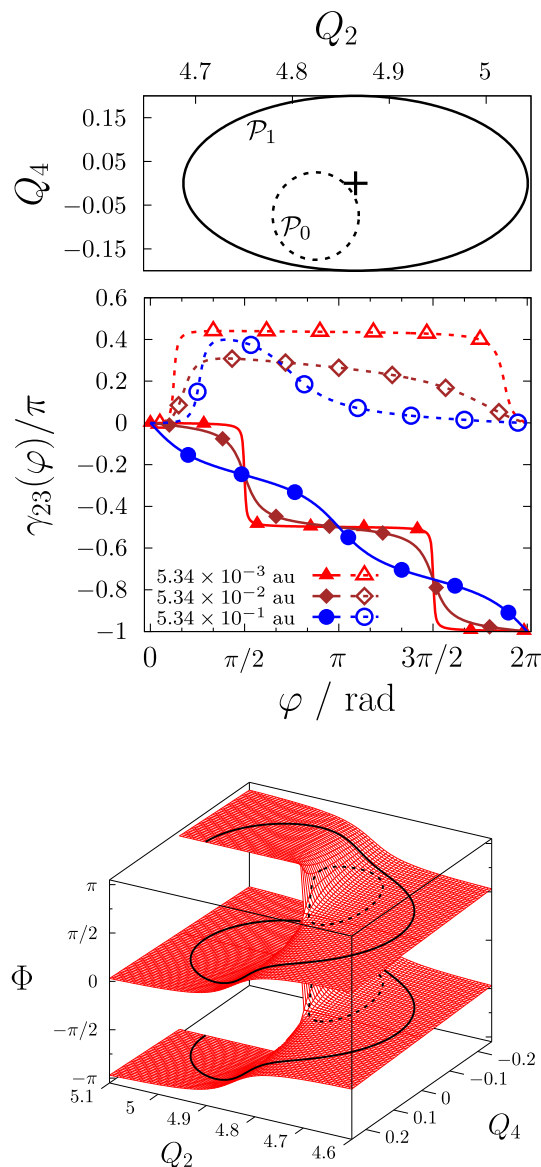 Q2
4.7 4.8 4.9 5
Q4
0.15
0.05
−0.05
−0.15
P1
P0
γ23(φ)/π
0.6
0.4
0.2
0
−0.2
−0.4
−0.6
−0.8
−1
5.34 × 10−3 au
5.34 × 10−2 au
5.34 × 10−1 au
0 π/2 π 3π/2 2π
φ / rad
Φ
π
π/2
0
−π/2
−π
5.1 5 4.9 4.8 4.7 4.6
Q2
−0.2
−0.1
0
0.1
0.2
Q4